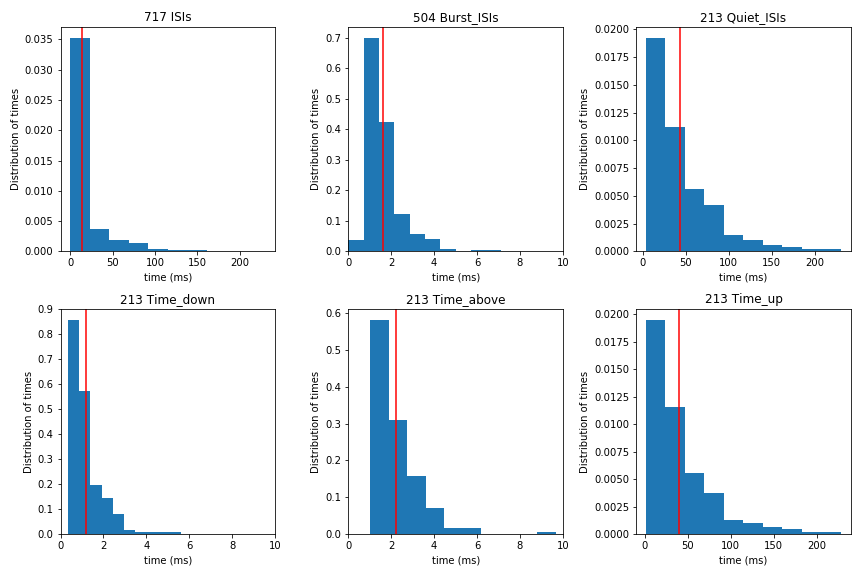 717 ISIs
504 Burst_ISIs
213 Quiet_ISIs
Distribution of times
0.035
0.030
0.025
0.020
0.015
0.010
0.005
0.000
0 50 100 150 200
time (ms)
Distribution of times
0.7
0.6
0.5
0.4
0.3
0.2
0.1
0.0
0 2 4 6 8 10
time (ms)
Distribution of times
0.0200
0.0175
0.0150
0.0125
0.0100
0.0075
0.0050
0.0025
0.0000
0 50 100 150 200
time (ms)
213 Time_down
213 Time_above
213 Time_up
Distribution of times
0.9
0.8
0.7
0.6
0.5
0.4
0.3
0.2
0.1
0.0
0 2 4 6 8 10
time (ms)
Distribution of times
0.6
0.5
0.4
0.3
0.2
0.1
0.0
0 2 4 6 8 10
time (ms)
Distribution of times
0.0200
0.0175
0.0150
0.0125
0.0100
0.0075
0.0050
0.0025
0.0000
0 50 100 150 200
time (ms)